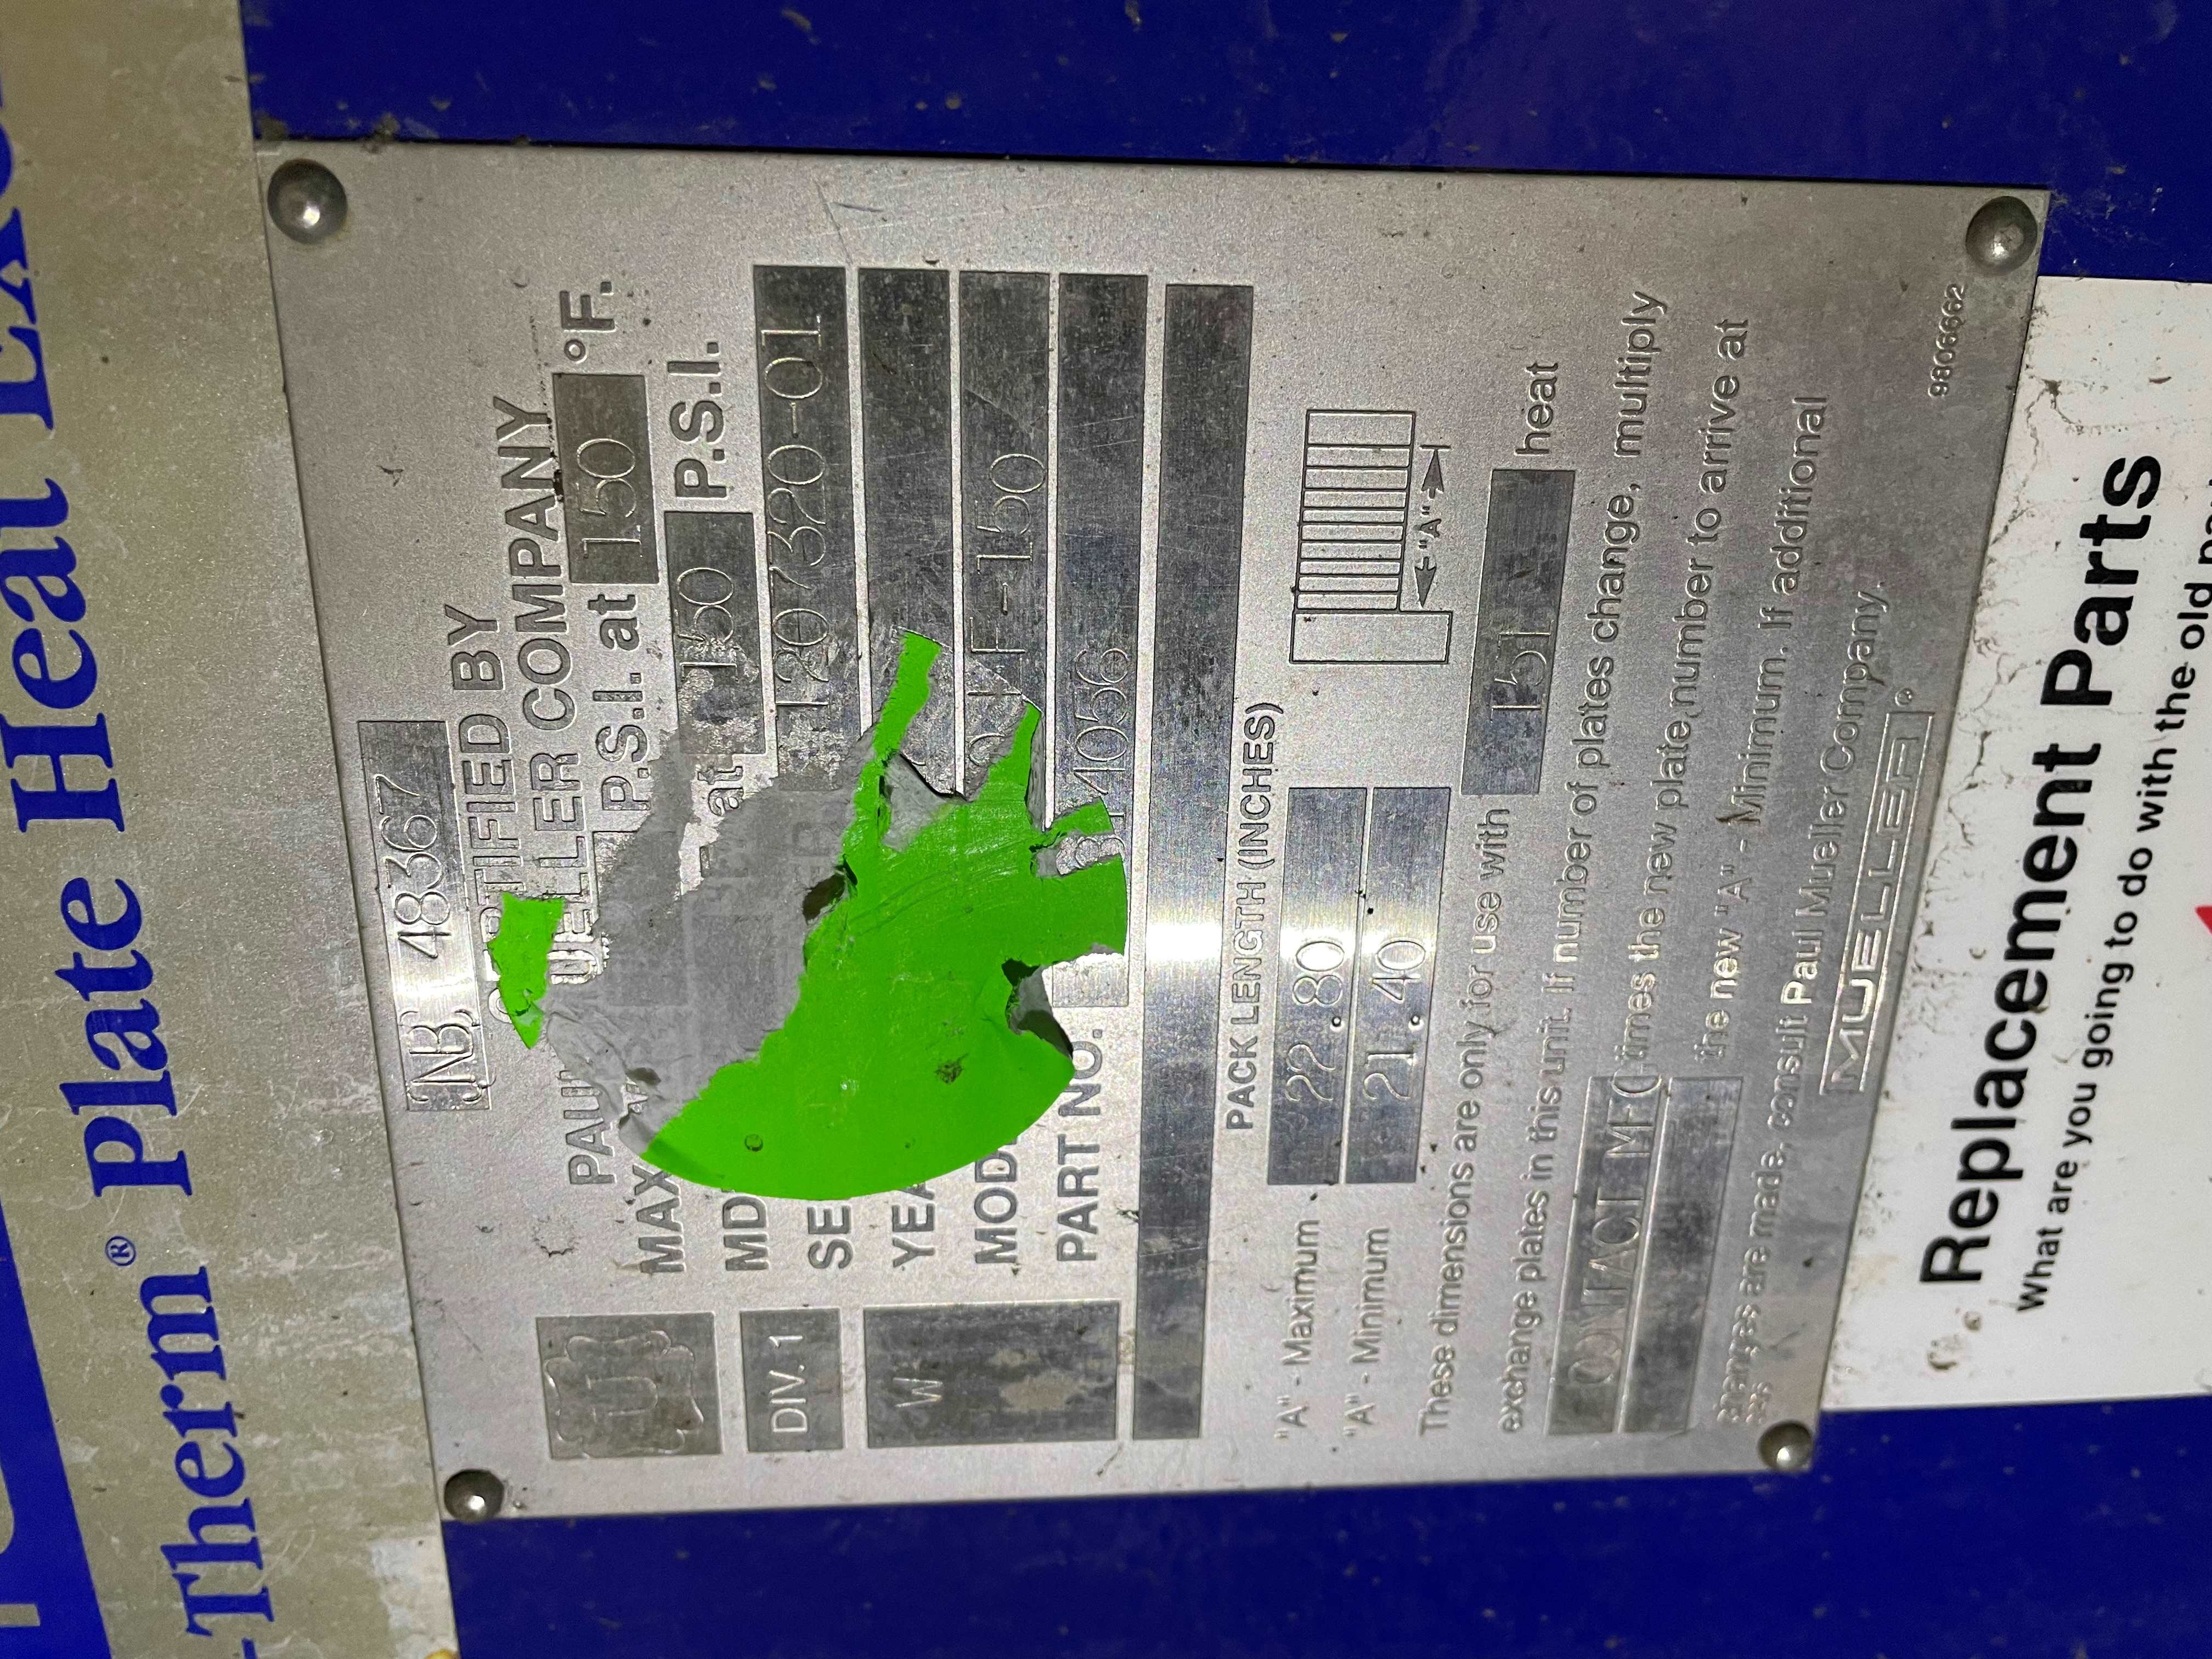 -Therm® Plate Heat
NB, 48367
CERTIFIED BY
PAU MUELLER COMPANY
MAX P.S.I. at 150 °F.
MD at 150 P.S.I.
SE 1207320-01
YEA
MOD F-150
PART NO. 814056
U
DIV. 1
W
PACK LENGTH (INCHES)
"A" - Maximum 22.80
"A" - Minimum 21.40
"A"
These dimensions are only for use with 151 heat
exchange plates in this unit. If number of plates change, multiply
CONTACT MFG times the new plate number to arrive at
the new "A" - Minimum. If additional
changes are made, consult Paul Mueller Company.
MUELLER®
9806662
Replacement Parts
What are you going to do with the old